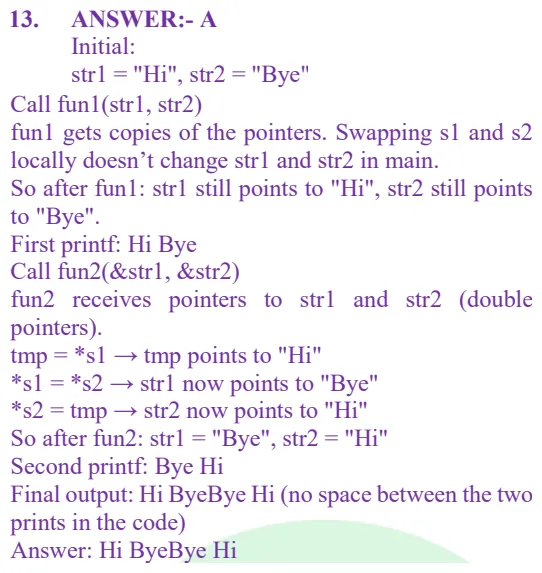 13. ANSWER:- A
Initial:
str1 = "Hi", str2 = "Bye"
Call fun1(str1, str2)
fun1 gets copies of the pointers. Swapping s1 and s2
locally doesn’t change str1 and str2 in main.
So after fun1: str1 still points to "Hi", str2 still points
to "Bye".
First printf: Hi Bye
Call fun2(&str1, &str2)
fun2 receives pointers to str1 and str2 (double
pointers).
tmp = *s1 → tmp points to "Hi"
*s1 = *s2 → str1 now points to "Bye"
*s2 = tmp → str2 now points to "Hi"
So after fun2: str1 = "Bye", str2 = "Hi"
Second printf: Bye Hi
Final output: Hi ByeBye Hi (no space between the two
prints in the code)
Answer: Hi ByeBye Hi